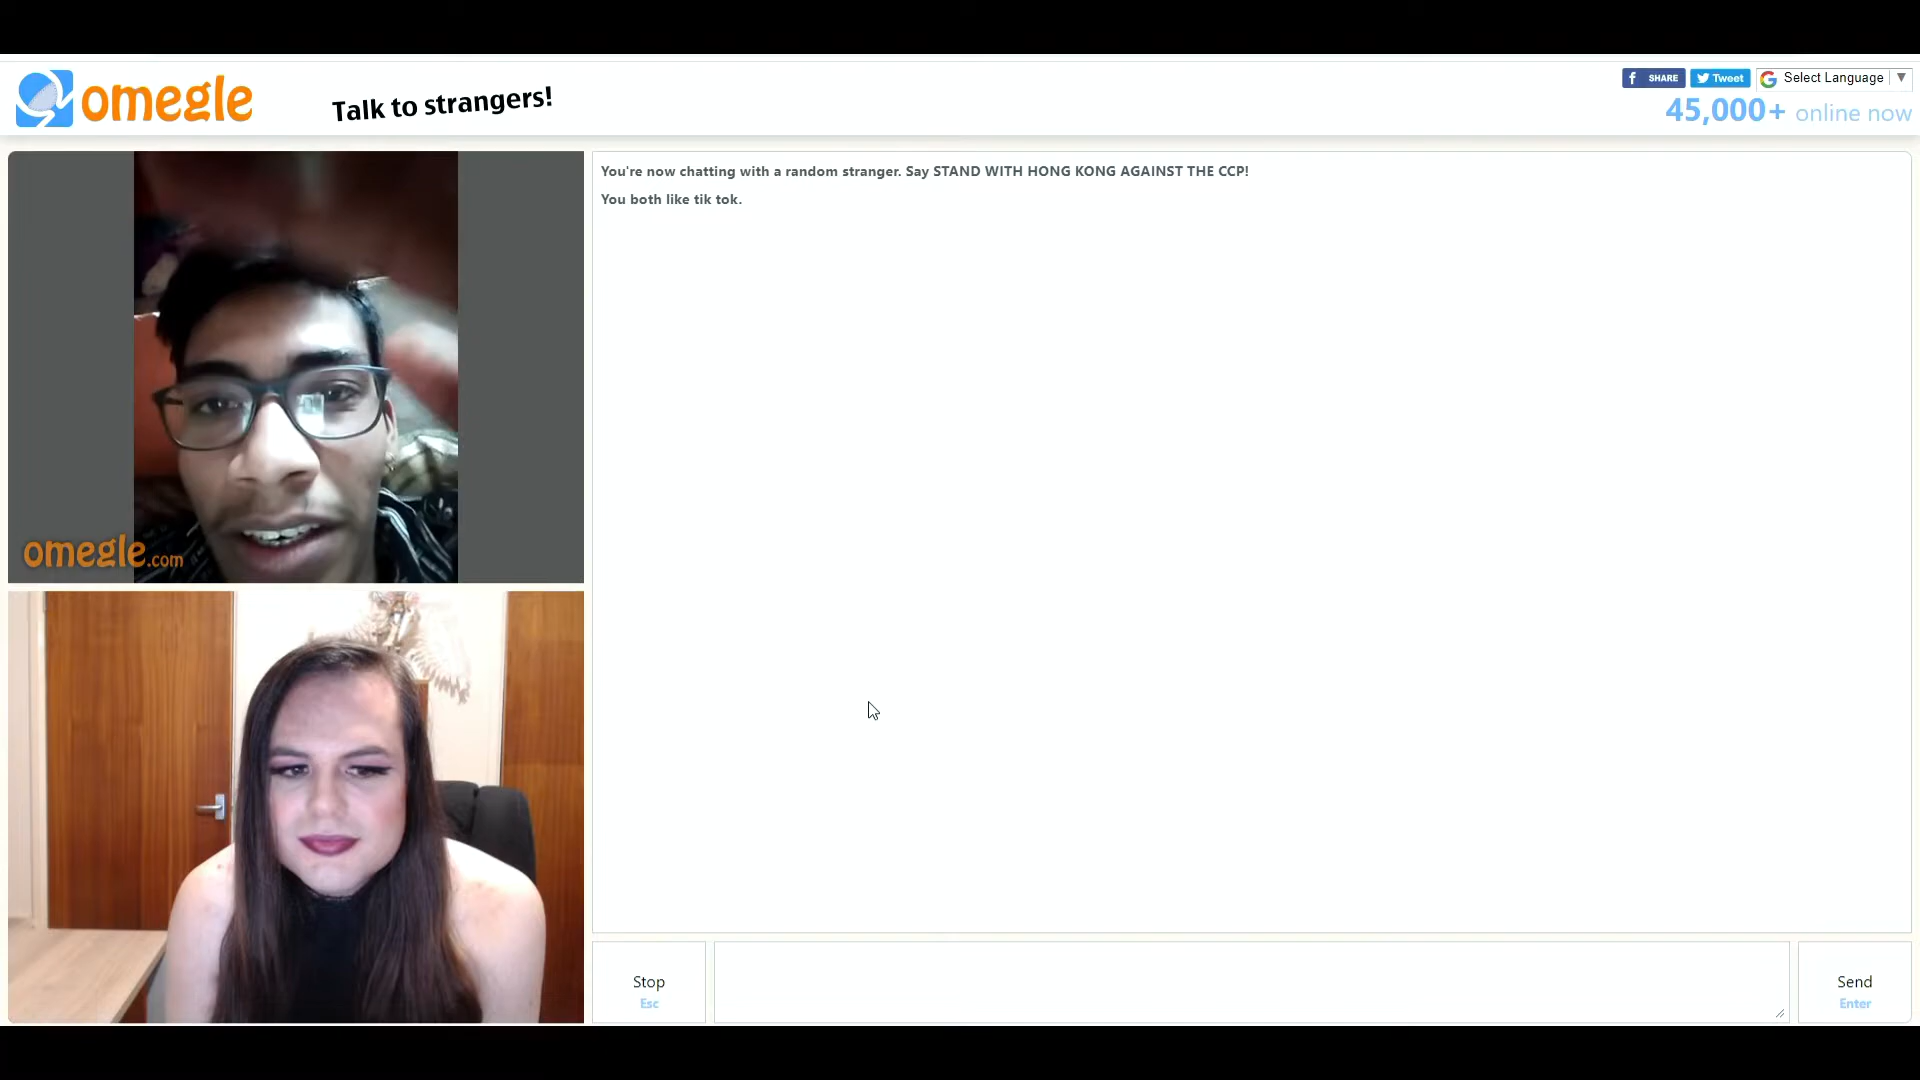 omegle
Talk to strangers!
SHARE
Tweet
Select Language
45,000+ online now
You're now chatting with a random stranger. Say STAND WITH HONG KONG AGAINST THE CCP!
You both like tik tok.
omegle.com
Stop
Esc
Send
Enter